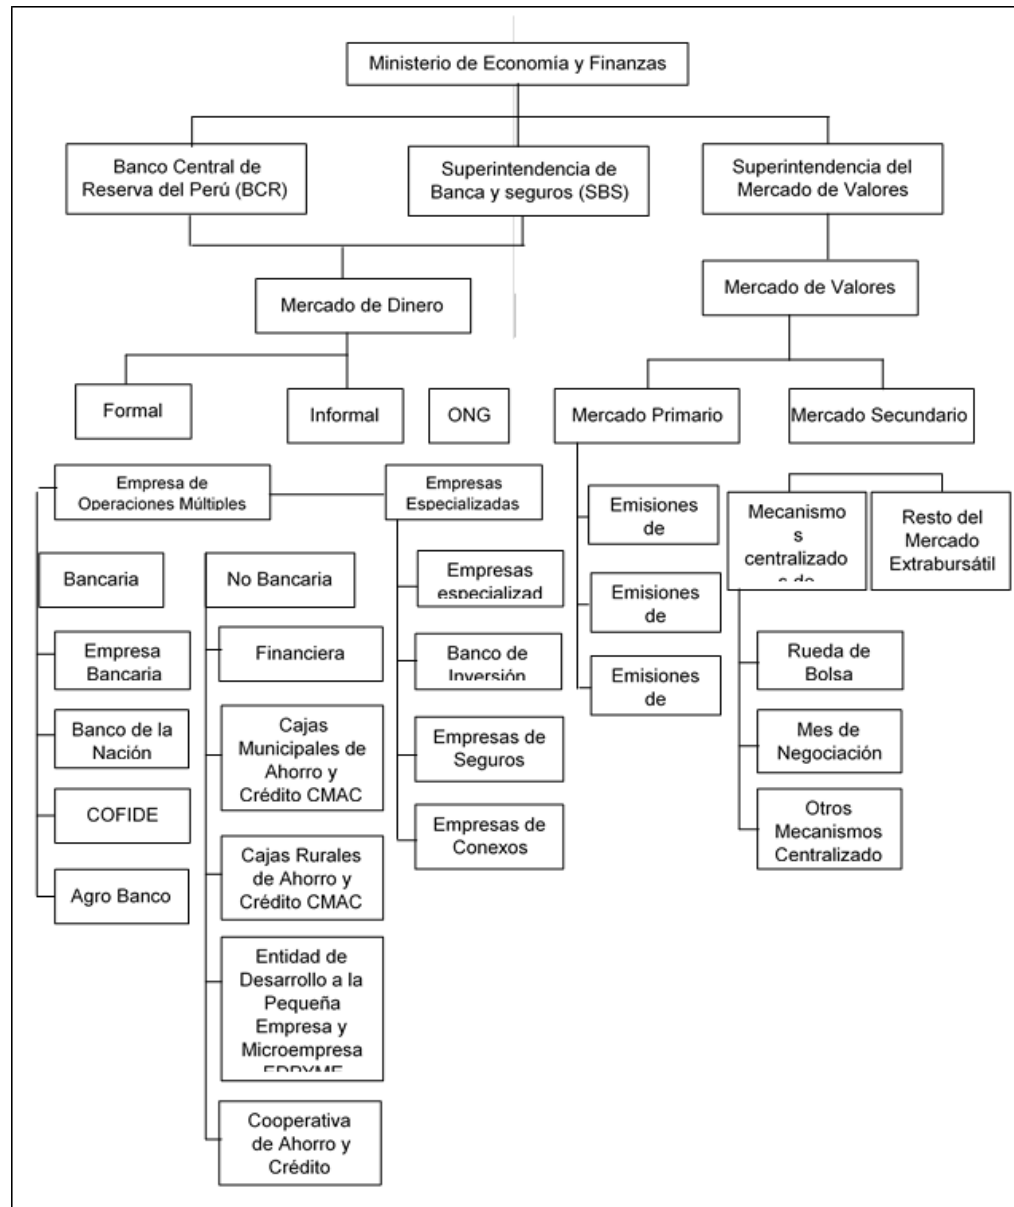 Ministerio de Economía y Finanzas
Banco Central de
Reserva del Perú (BCR)
Superintendencia de
Banca y seguros (SBS)
Superintendencia del
Mercado de Valores
Mercado de Dinero
Mercado de Valores
Formal
Informal
ONG
Mercado Primario
Mercado Secundario
Empresa de
Operaciones Múltiples
Empresas
Especializadas
Bancaria
No Bancaria
Empresa
Bancaria
Banco de la
Nación
COFIDE
Agro Banco
Financiera
Cajas
Municipales de
Ahorro y
Crédito CMAC
Cajas Rurales
de Ahorro y
Crédito CMAC
Entidad de
Desarrollo a la
Pequeña
Empresa y
Microempresa
EDPYME
Cooperativa
de Ahorro y
Crédito
Empresas
especializad
Banco de
Inversión
Empresas de
Seguros
Empresas de
Conexos
Emisiones
de
Emisiones
de
Emisiones
de
Mecanismo
s
centralizado
s de
Resto del
Mercado
Extrabursátil
Rueda de
Bolsa
Mes de
Negociación
Otros
Mecanismos
Centralizado